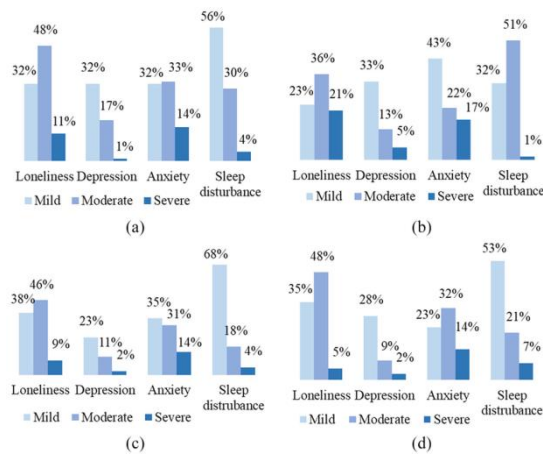 56%
48%
32% 32% 32% 33% 30%
17% 14%
11% 1% 4%
Loneliness Depression Anxiety Sleep
disturbance
Mild Moderate Severe
(a)
51%
43%
36% 33% 32%
23% 21% 22%
13% 17%
5% 1%
Loneliness Depression Anxiety Sleep
disturbance
Mild Moderate Severe
(b)
68%
46%
38% 35% 31%
23% 18%
9% 11% 14%
2% 4%
Loneliness Depression Anxiety Sleep
distrubance
Mild Moderate Severe
(c)
53%
48%
35% 28% 32%
23% 21%
5% 9% 14% 7%
2%
Loneliness Depression Anxiety Sleep
distrubance
Mild Moderate Severe
(d)